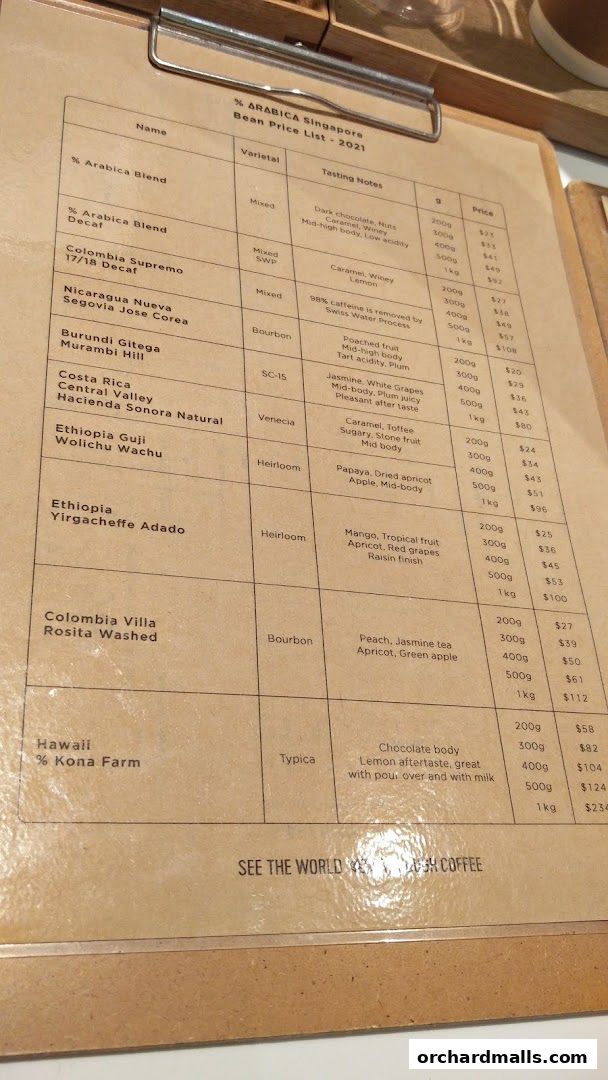 % ARABICA Singapore
Bean Price List - 2021
Name Varietal Tasting Notes g Price
% Arabica Blend
Mixed
Dark chocolate, Nuts
Caramel, Winey
Mid-high body, Low acidity
200g $23
300g $33
400g $41
500g $49
1kg $92
% Arabica Blend
Decaf
Mixed
SWP
Caramel, Winey
Lemon
200g $27
300g $38
400g $49
500g $57
1kg $108
Colombia Supremo
17/18 Decaf
Mixed
98% caffeine is removed by
Swiss Water Process
Nicaragua Nueva
Segovia Jose Corea
Bourbon
Poached fruit
Mid-high body
Tart acidity, Plum
200g $20
300g $29
400g $36
500g $43
1kg $80
Burundi Gitega
Murambi Hill
SC-15
Jasmine, White Grapes
Mid-body, Plum juicy
Pleasant after taste
Costa Rica
Central Valley
Hacienda Sonora Natural
Venecia
Caramel, Toffee
Sugary, Stone fruit
Mid body
200g $24
300g $34
400g $43
500g $51
1kg $96
Ethiopia Guji
Wolichu Wachu
Heirloom
Papaya, Dried apricot
Apple, Mid-body
Ethiopia
Yirgacheffe Adado
Heirloom
Mango, Tropical fruit
Apricot, Red grapes
Raisin finish
200g $25
300g $36
400g $45
500g $53
1kg $100
Colombia Villa
Rosita Washed
Bourbon
Peach, Jasmine tea
Apricot, Green apple
200g $27
300g $39
400g $50
500g $61
1kg $112
Hawaii
% Kona Farm
Typica
Chocolate body
Lemon aftertaste, great
with pour over and with milk
200g $58
300g $82
400g $104
500g $124
1kg $234
SEE THE WORLD COFFEE
orchardmalls.com